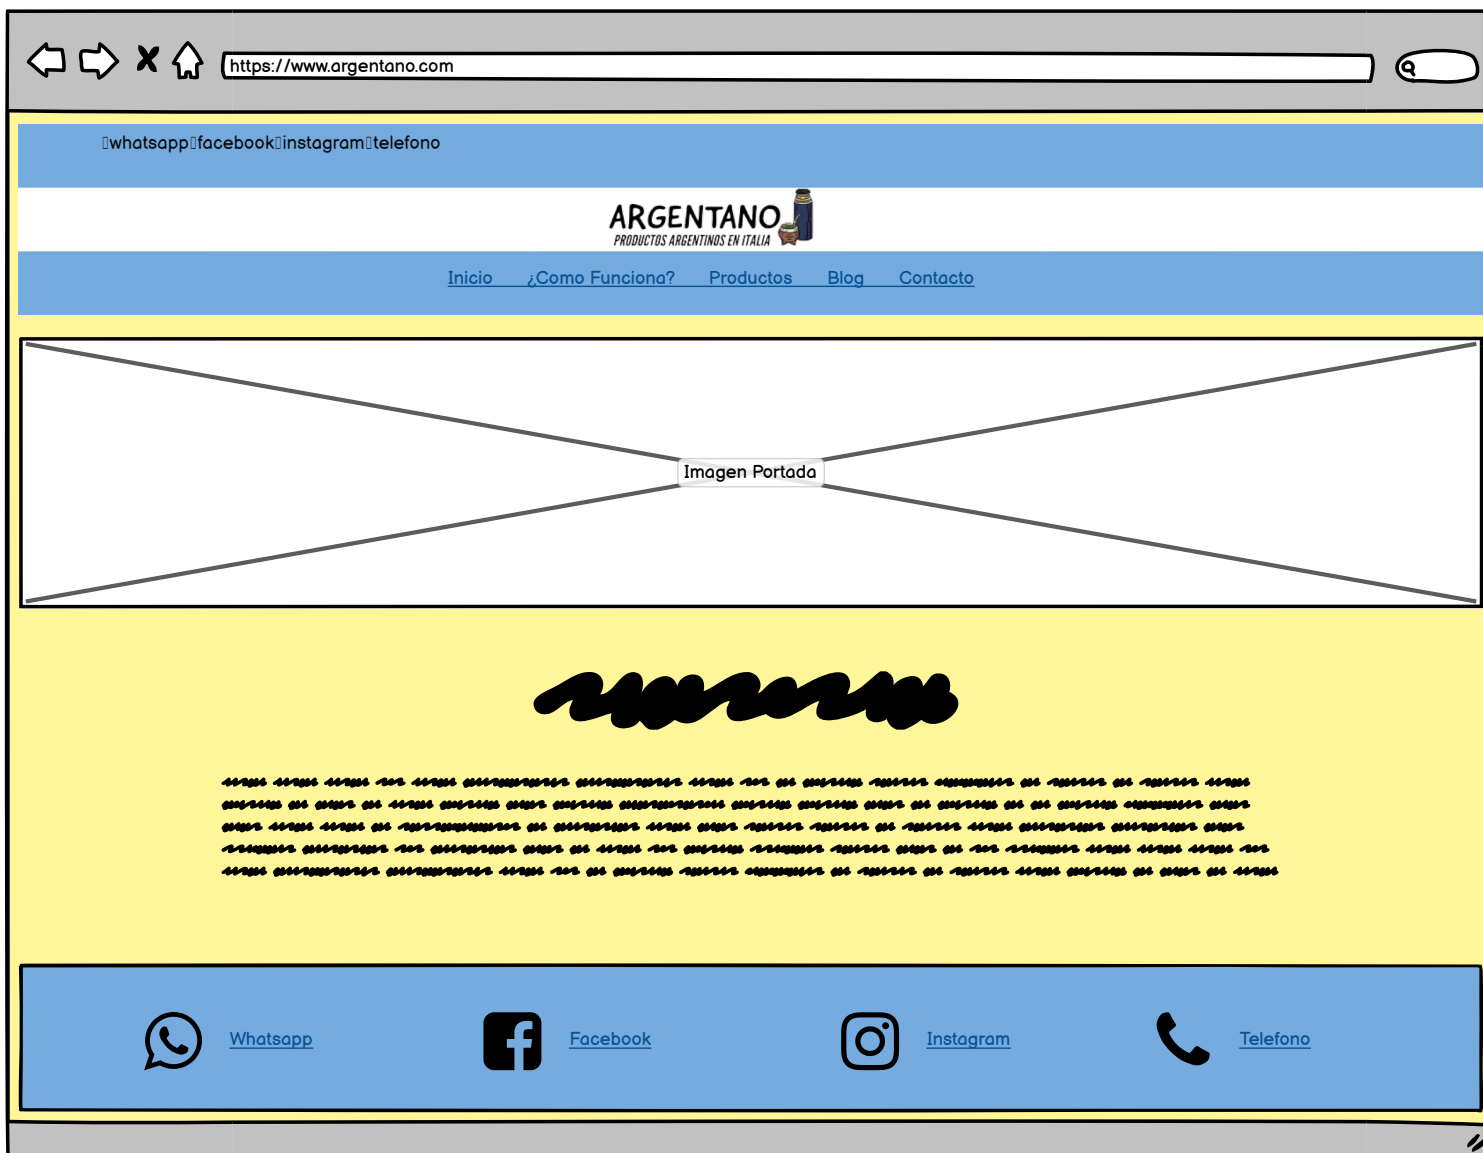 https://www.argentano.com
whatsapp facebook instagram telefono
ARGENTANO
PRODUCTOS ARGENTINOS EN ITALIA
Inicio ¿Como Funciona? Productos Blog Contacto
Imagen Portada
Whatsapp Facebook Instagram Telefono